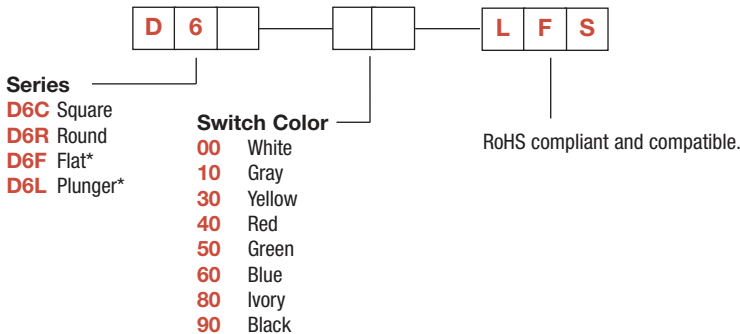 D 6 L F S
Series
D6C Square
D6R Round
D6F Flat*
D6L Plunger*
Switch Color
00 White
10 Gray
30 Yellow
40 Red
50 Green
60 Blue
80 Ivory
90 Black
RoHS compliant and compatible.